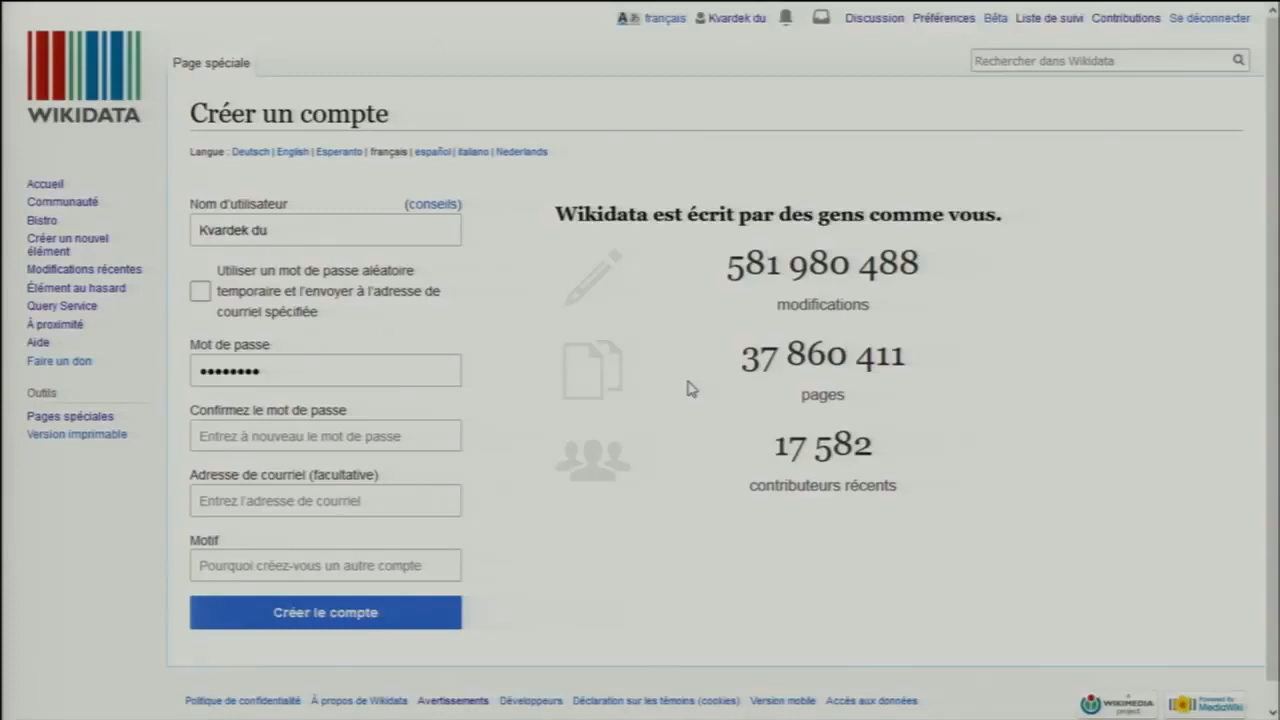 français Kvardek du Discussion Préférences Bêta Liste de suivi Contributions Se déconnecter
WIKIDATA
Page spéciale
Rechercher dans Wikidata
Créer un compte
Langue : Deutsch | English | Esperanto | français | español | italiano | Nederlands
Accueil
Communauté
Bistro
Créer un nouvel
élément
Modifications récentes
Élément au hasard
Query Service
À proximité
Aide
Faire un don
Outils
Pages spéciales
Version imprimable
Nom d'utilisateur (conseils)
Kvardek du
Utiliser un mot de passe aléatoire
temporaire et l'envoyer à l'adresse de
courriel spécifiée
Mot de passe
••••••••
Confirmez le mot de passe
Entrez à nouveau le mot de passe
Adresse de courriel (facultative)
Entrez l'adresse de courriel
Motif
Pourquoi créez-vous un autre compte
Créer le compte
Wikidata est écrit par des gens comme vous.
581 980 488
modifications
37 860 411
pages
17 582
contributeurs récents
Politique de confidentialité À propos de Wikidata Avertissements Développeurs Déclaration sur les témoins (cookies) Version mobile Accès aux données
A
WIKIMEDIA
project
Powered By
MediaWiki